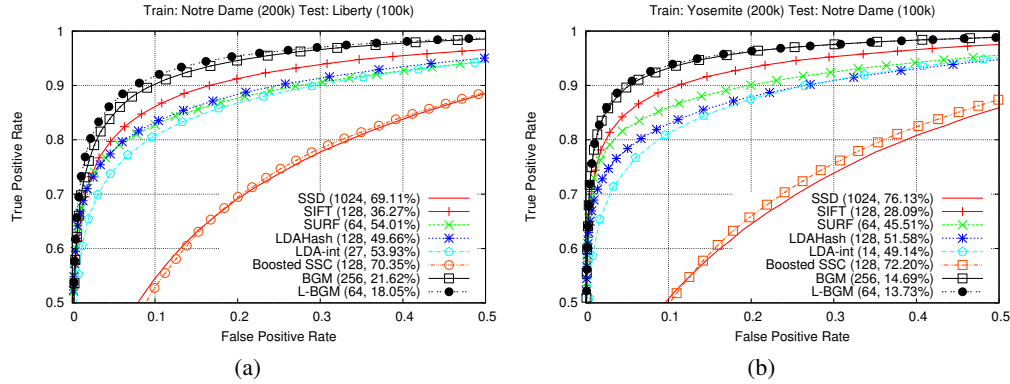 Train: Notre Dame (200k) Test: Liberty (100k)
True Positive Rate
1
0.9
0.8
0.7
0.6
0.5
SSD (1024, 69.11%)
SIFT (128, 36.27%)
SURF (64, 54.01%)
LDAHash (128, 49.66%)
LDA-int (27, 53.93%)
Boosted SSC (128, 70.35%)
BGM (256, 21.62%)
L-BGM (64, 18.05%)
0 0.1 0.2 0.3 0.4 0.5
False Positive Rate
(a)
Train: Yosemite (200k) Test: Notre Dame (100k)
True Positive Rate
1
0.9
0.8
0.7
0.6
0.5
SSD (1024, 76.13%)
SIFT (128, 28.09%)
SURF (64, 45.51%)
LDAHash (128, 51.58%)
LDA-int (14, 49.14%)
Boosted SSC (128, 72.20%)
BGM (256, 14.69%)
L-BGM (64, 13.73%)
0 0.1 0.2 0.3 0.4 0.5
False Positive Rate
(b)